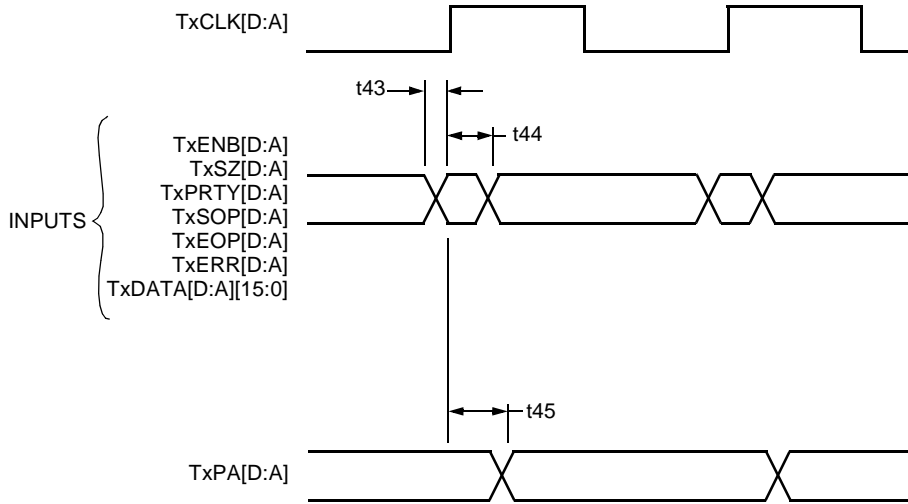 TxCLK[D:A]
t43
t44
TxENB[D:A]
TxSZ[D:A]
TxPRTY[D:A]
INPUTS
TxSOP[D:A]
TxEOP[D:A]
TxERR[D:A]
TxDATA[D:A][15:0]
t45
TxPA[D:A]